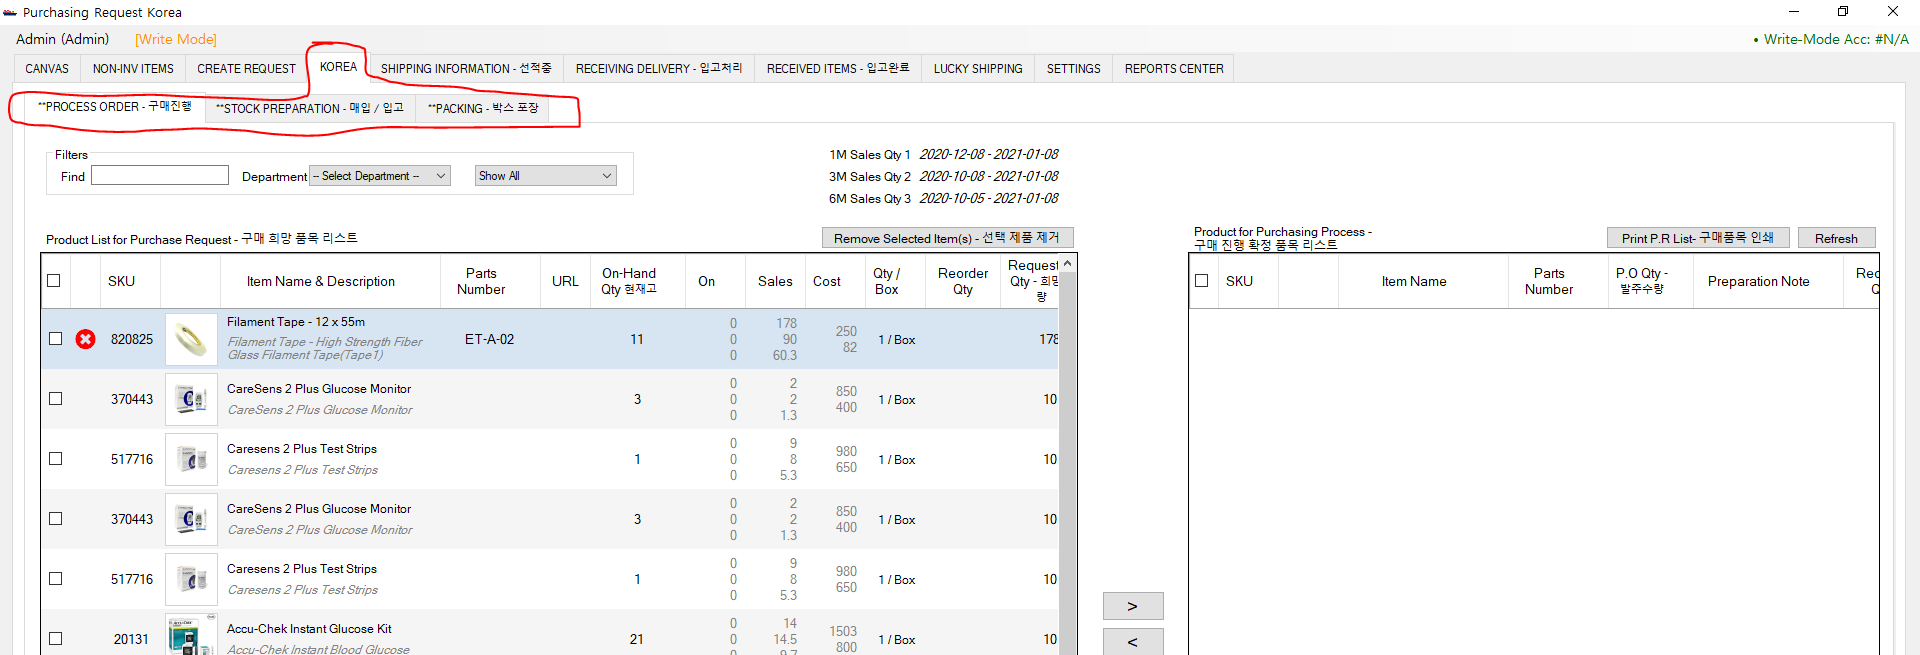 Purchasing Request Korea
Admin (Admin) [Write Mode] • Write-Mode Acc: #N/A
CANVAS NON-INV ITEMS CREATE REQUEST KOREA SHIPPING INFORMATION - 선적중 RECEIVING DELIVERY - 입고처리 RECEIVED ITEMS - 입고완료 LUCKY SHIPPING SETTINGS REPORTS CENTER
**PROCESS ORDER - 구매진행 **STOCK PREPARATION - 매입 / 입고 **PACKING - 박스 포장
Filters
Find Department -- Select Department -- Show All
1M Sales Qty 1 2020-12-08 - 2021-01-08
3M Sales Qty 2 2020-10-08 - 2021-01-08
6M Sales Qty 3 2020-10-05 - 2021-01-08
Product List for Purchase Request - 구매 희망 품목 리스트 Remove Selected Item(s) - 선택 제품 제거
SKU Item Name & Description Parts Number URL On-Hand Qty 현재고 On Sales Cost Qty / Box Reorder Qty Request Qty - 희망 량
820825 Filament Tape - 12 x 55m ET-A-02 11 0 178 250 1 / Box 178
Filament Tape - High Strength Fiber 0 90 82
Glass Filament Tape(Tape1) 0 60.3
370443 CareSens 2 Plus Glucose Monitor 3 0 2 850 1 / Box 10
CareSens 2 Plus Glucose Monitor 0 2 400
0 1.3
517716 Caresens 2 Plus Test Strips 1 0 9 980 1 / Box 10
Caresens 2 Plus Test Strips 0 8 650
0 5.3
370443 CareSens 2 Plus Glucose Monitor 3 0 2 850 1 / Box 10
CareSens 2 Plus Glucose Monitor 0 2 400
0 1.3
517716 Caresens 2 Plus Test Strips 1 0 9 980 1 / Box 10
Caresens 2 Plus Test Strips 0 8 650
0 5.3
20131 Accu-Chek Instant Glucose Kit 21 0 14 1503 1 / Box 10
Accu-Chek Instant Blood Glucose 0 14.5 800
>
<
Product for Purchasing Process -
구매 진행 확정 품목 리스트 Print P.R List- 구매품목 인쇄 Refresh
SKU Item Name Parts Number P.O Qty - 발주수량 Preparation Note